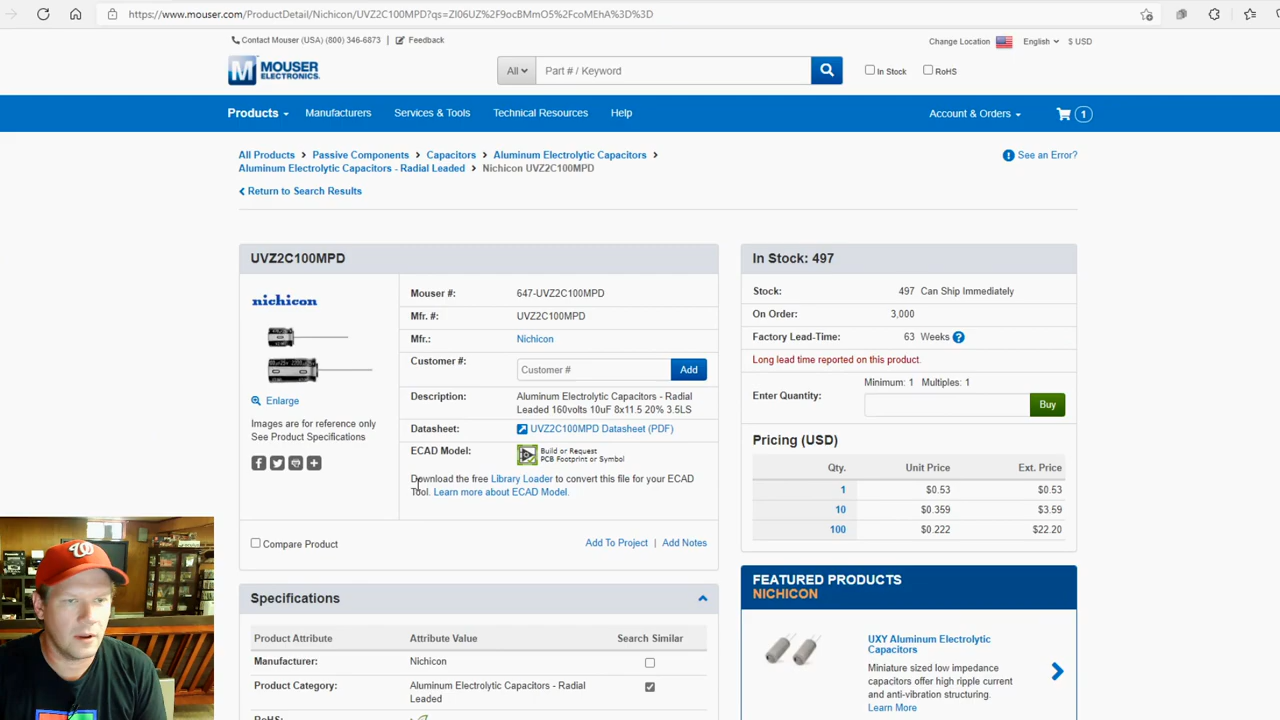 https://www.mouser.com/ProductDetail/Nichicon/UVZ2C100MPD?qs=ZI06UZ%2F9ocBMmO5%2FcoMEhA%3D%3D
Contact Mouser (USA) (800) 346-6873 | Feedback
Change Location English $ USD
M MOUSER
ELECTRONICS
All Part # / Keyword In Stock RoHS
Products Manufacturers Services & Tools Technical Resources Help Account & Orders 1
All Products Passive Components Capacitors Aluminum Electrolytic Capacitors
Aluminum Electrolytic Capacitors - Radial Leaded Nichicon UVZ2C100MPD
See an Error?
Return to Search Results
UVZ2C100MPD
nichicon
Enlarge
Images are for reference only
See Product Specifications
Mouser #: 647-UVZ2C100MPD
Mfr. #: UVZ2C100MPD
Mfr.: Nichicon
Customer #: Customer # Add
Description: Aluminum Electrolytic Capacitors - Radial
Leaded 160volts 10uF 8x11.5 20% 3.5LS
Datasheet: UVZ2C100MPD Datasheet (PDF)
ECAD Model: Build or Request
PCB Footprint or Symbol
Download the free Library Loader to convert this file for your ECAD
Tool. Learn more about ECAD Model.
Compare Product Add To Project | Add Notes
In Stock: 497
Stock: 497 Can Ship Immediately
On Order: 3,000
Factory Lead-Time: 63 Weeks ?
Long lead time reported on this product.
Minimum: 1 Multiples: 1
Enter Quantity: Buy
Pricing (USD)
Qty. Unit Price Ext. Price
1 $0.53 $0.53
10 $0.359 $3.59
100 $0.222 $22.20
Specifications
Product Attribute Attribute Value Search Similar
Manufacturer: Nichicon
Product Category: Aluminum Electrolytic Capacitors - Radial
Leaded
RoHS:
FEATURED PRODUCTS
NICHICON
UXY Aluminum Electrolytic
Capacitors
Miniature sized low impedance
capacitors offer high ripple current
and anti-vibration structuring.
Learn More
W